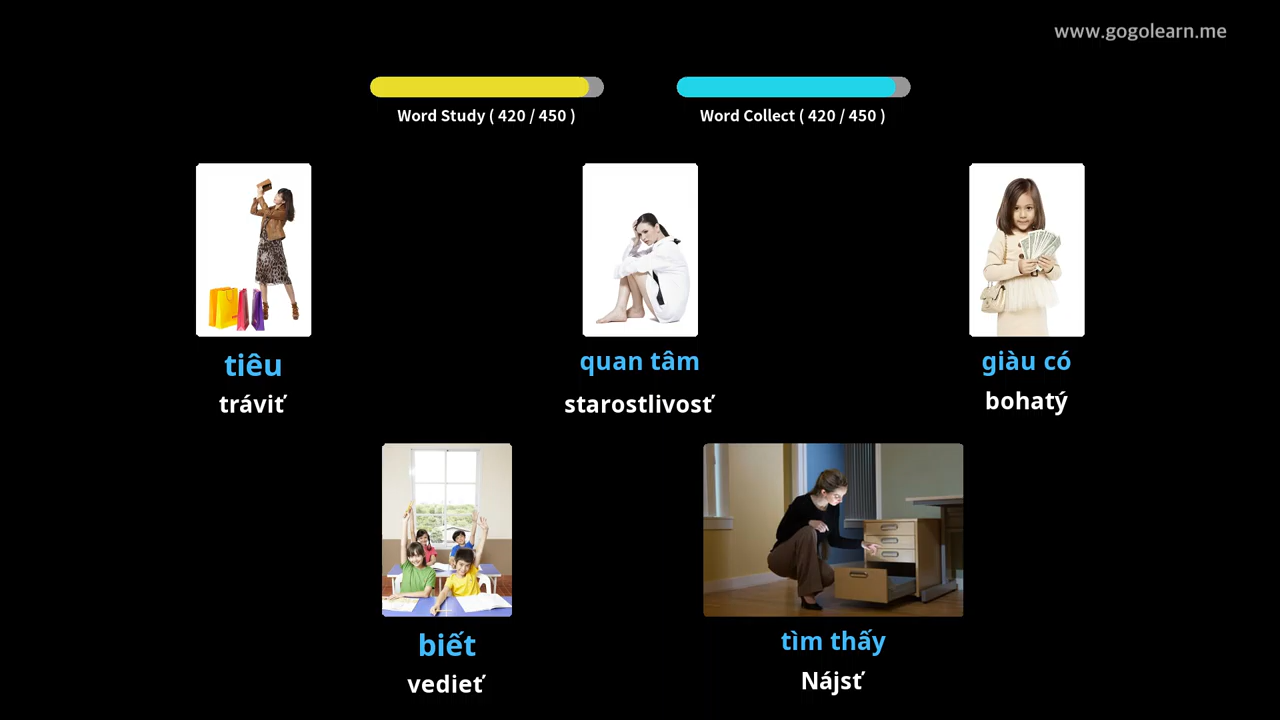 www.gogolearn.me
Word Study ( 420 / 450 )
Word Collect ( 420 / 450 )
tiêu
tráviť
quan tâm
starostlivosť
giàu có
bohatý
biết
vedieť
tìm thấy
Nájsť